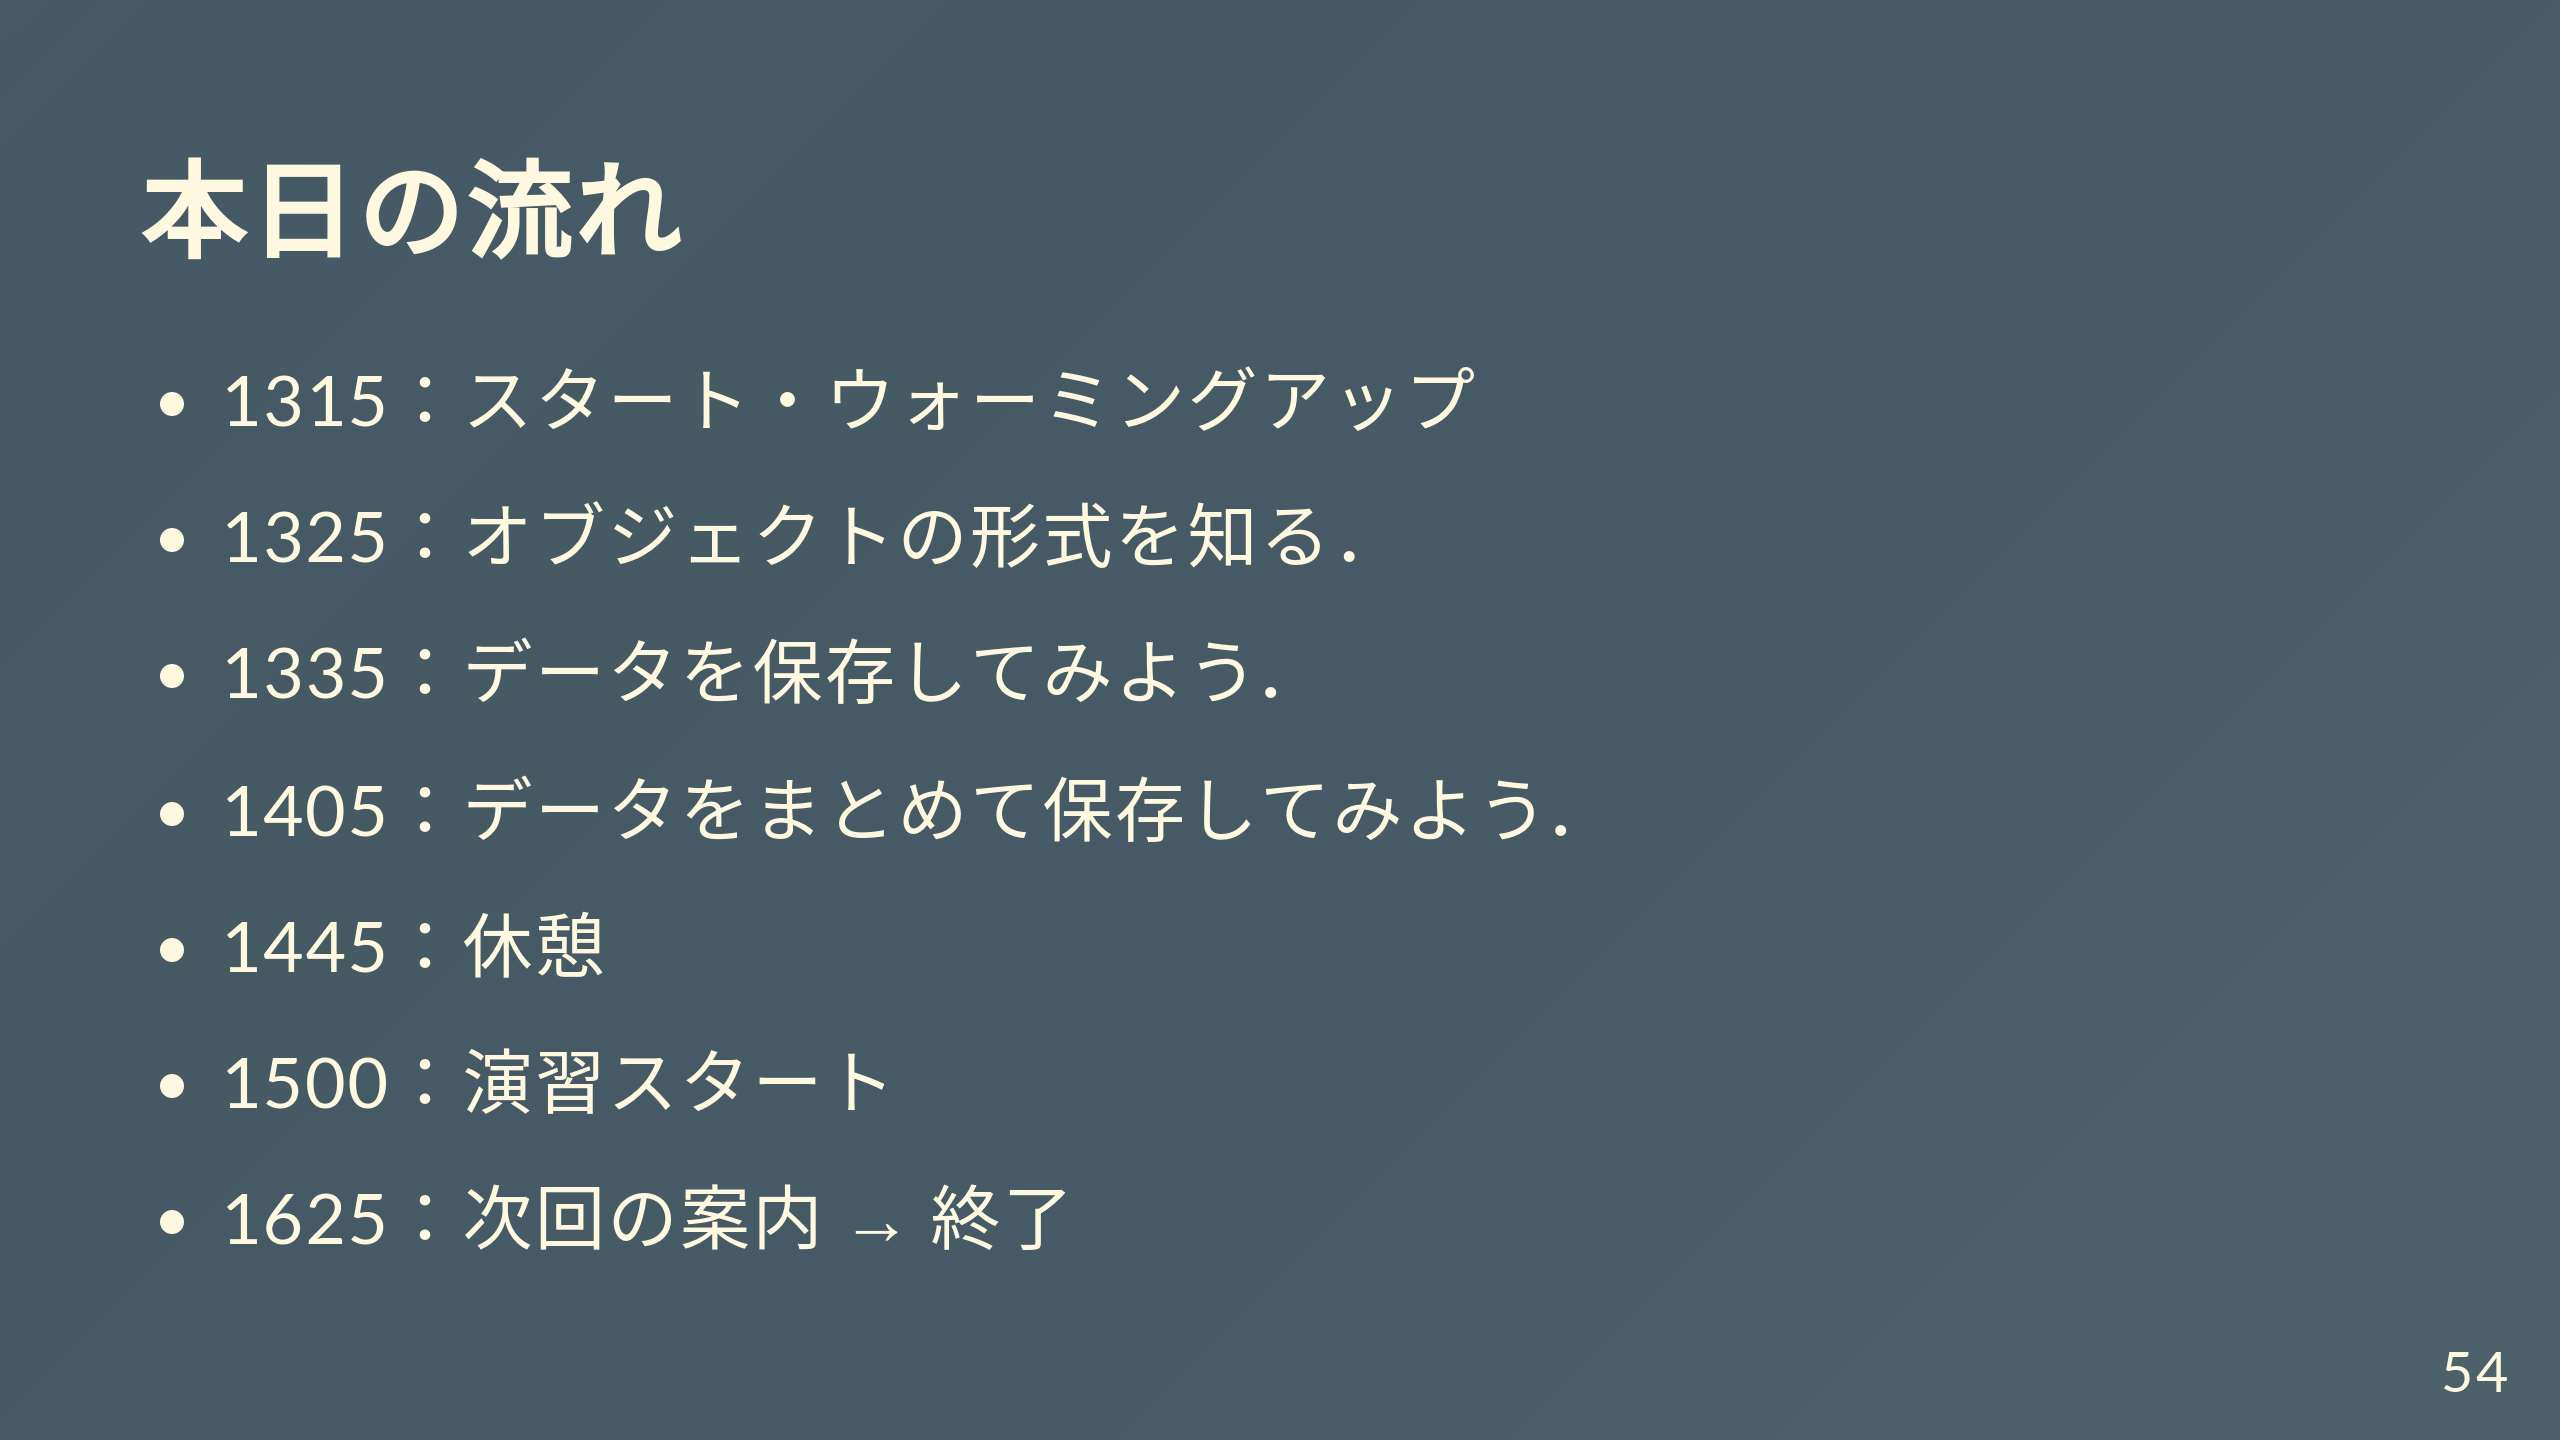 本日の流れ
• 1315：スタート・ウォーミングアップ
• 1325：オブジェクトの形式を知る．
• 1335：データを保存してみよう．
• 1405：データをまとめて保存してみよう．
• 1445：休憩
• 1500：演習スタート
• 1625：次回の案内 → 終了
54